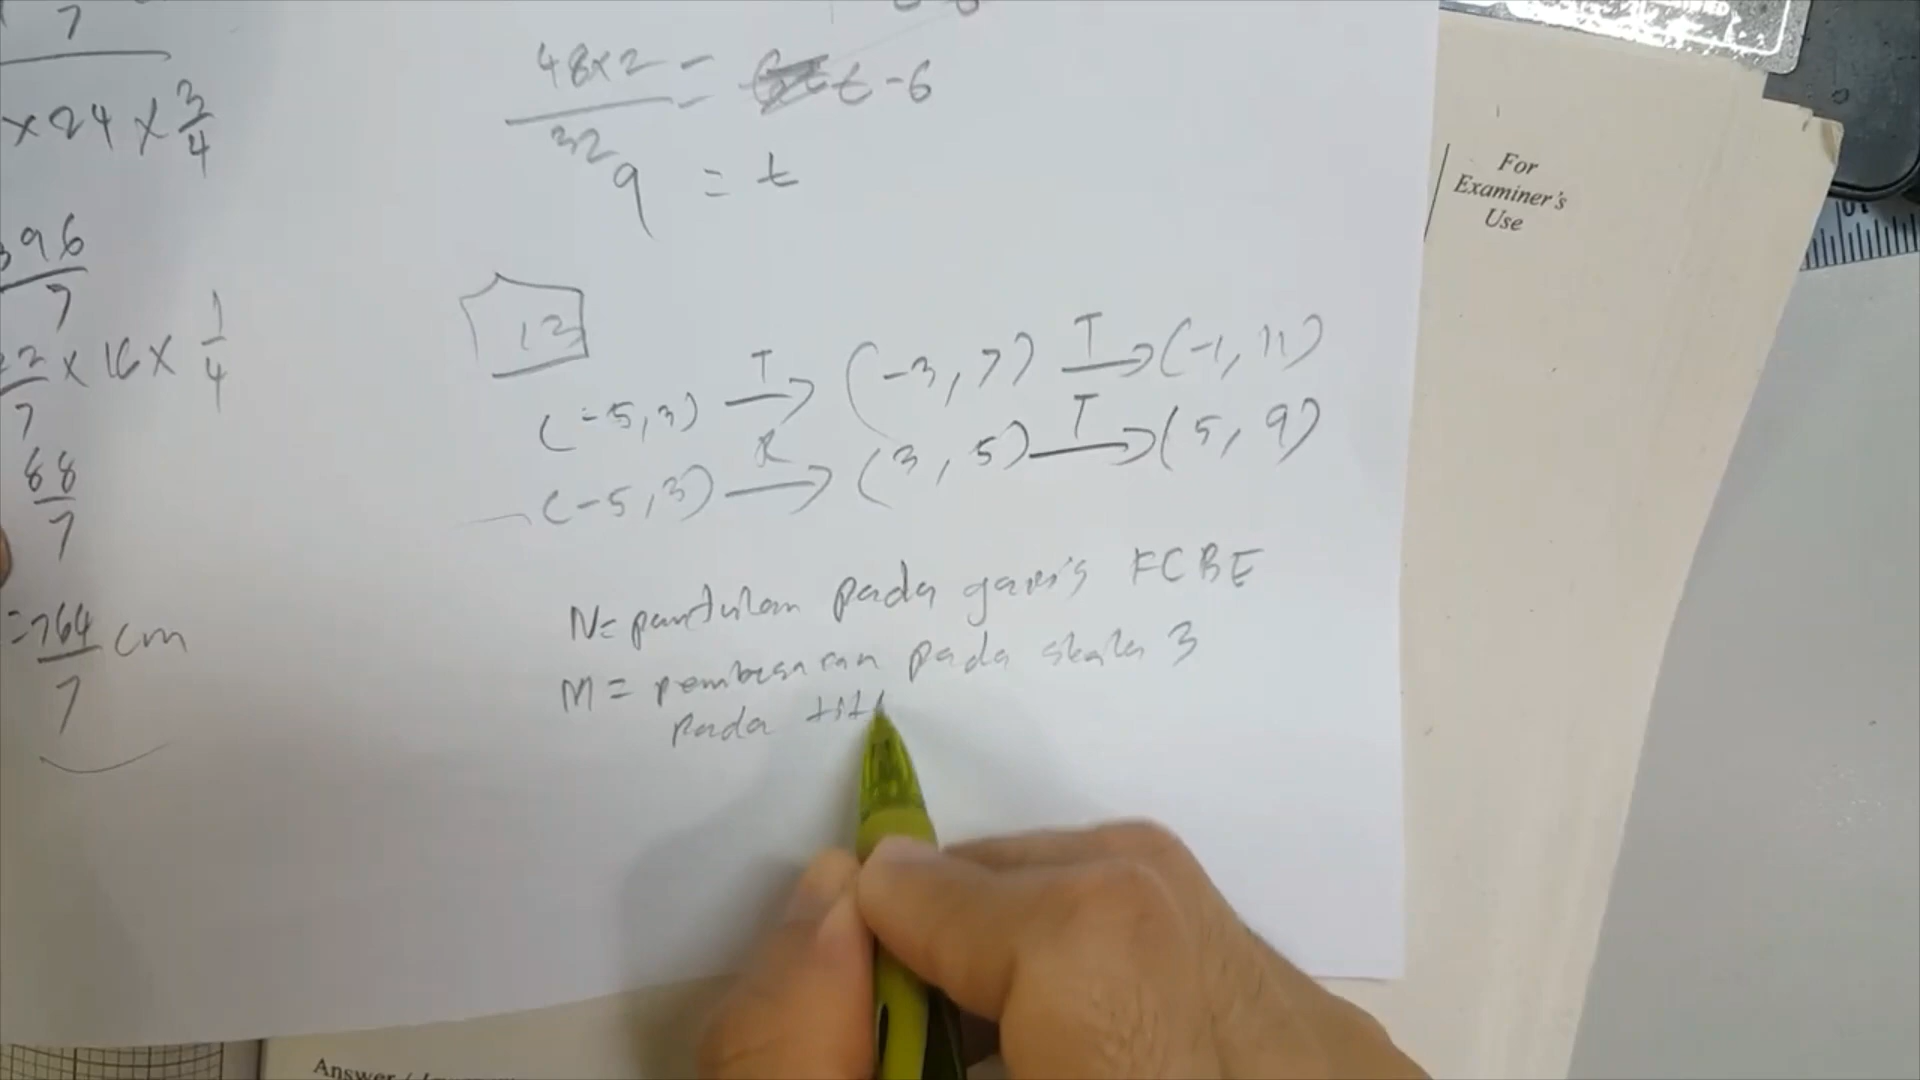 7
× 24 × 3/4
396/7
22/7 × 16 × 1/4
88/7
= 764/7 cm
48×2/32 = t - 6
9 = t
12
(-5,3) T→ (-3,7) T→ (-1,11)
(-5,3) R→ (3,5) T→ (5,9)
N= pantulan pada garis FCBE
M = pembesaran pada skala 3
pada titi
For
Examiner's
Use
Answer /